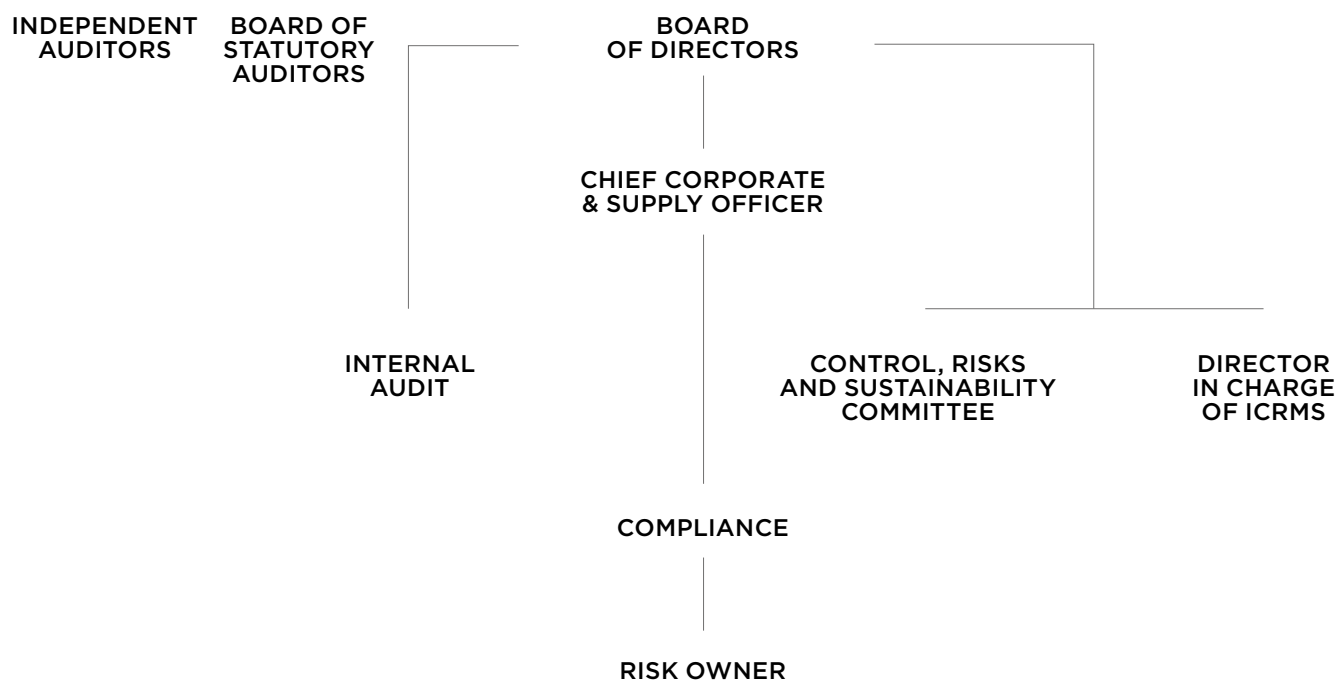 INDEPENDENT
AUDITORS
BOARD OF
STATUTORY
AUDITORS
BOARD
OF DIRECTORS
CHIEF CORPORATE
& SUPPLY OFFICER
INTERNAL
AUDIT
CONTROL, RISKS
AND SUSTAINABILITY
COMMITTEE
DIRECTOR
IN CHARGE
OF ICRMS
COMPLIANCE
RISK OWNER